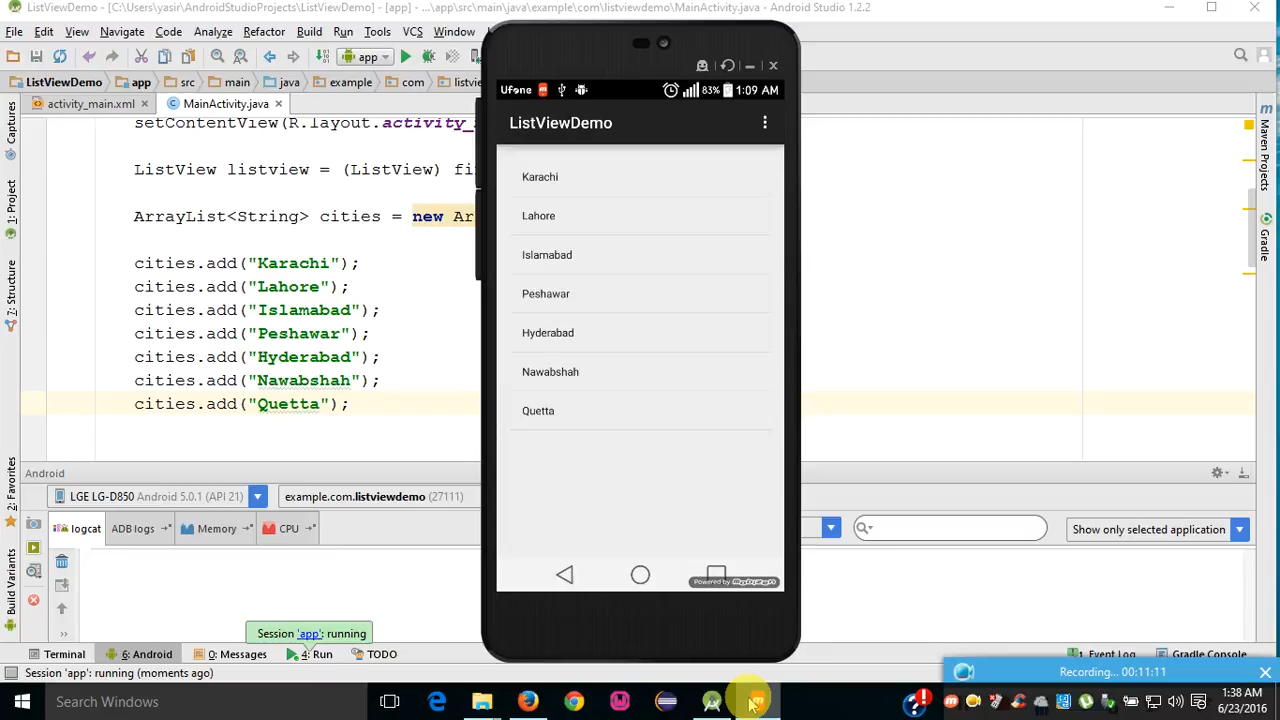 ListViewDemo - [C:\Users\yasir\AndroidStudioProjects\ListViewDemo] - [app] - ...\app\src\main\java\example\com\listviewdemo\MainActivity.java - Android Studio 1.2.2
File Edit View Navigate Code Analyze Refactor Build Run Tools VCS Window
app
ListViewDemo app src main java example com
activity_main.xml MainActivity.java
Captures
1: Project
7: Structure
2: Favorites
Build Variants
Maven Projects
Gradle
setContentView(R.layout.activity_
ListView listview = (ListView) fi
ArrayList<String> cities = new Ar
cities.add("Karachi");
cities.add("Lahore");
cities.add("Islamabad");
cities.add("Peshawar");
cities.add("Hyderabad");
cities.add("Nawabshah");
cities.add("Quetta");
Ufone 83% 1:09 AM
ListViewDemo
Karachi
Lahore
Islamabad
Peshawar
Hyderabad
Nawabshah
Quetta
Powered by Mobizen
Android
LGE LG-D850 Android 5.0.1 (API 21) example.com.listviewdemo (27111)
logcat ADB logs Memory CPU Show only selected application
Session 'app': running
Terminal 6: Android 0: Messages 4: Run TODO Event Log Gradle Console
Session 'app': running (moments ago)
Recording... 00:11:11
Search Windows
1:38 AM
6/23/2016